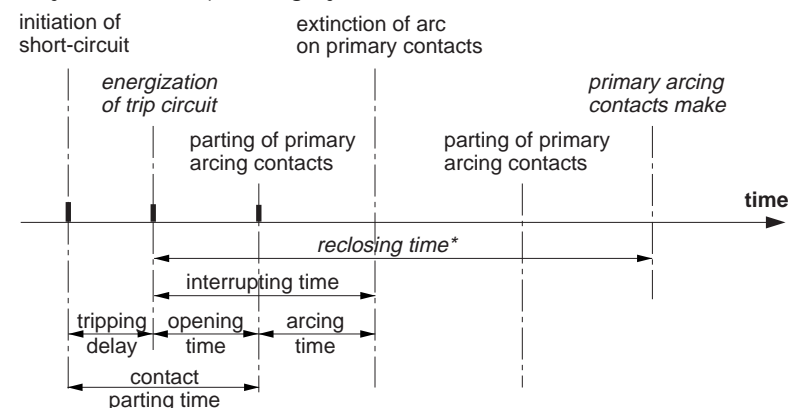 initiation of
short-circuit
extinction of arc
on primary contacts
energization
of trip circuit
primary arcing
contacts make
parting of primary
arcing contacts
parting of primary
arcing contacts
time
reclosing time*
interrupting time
tripping
delay
opening
time
arcing
time
contact
parting time